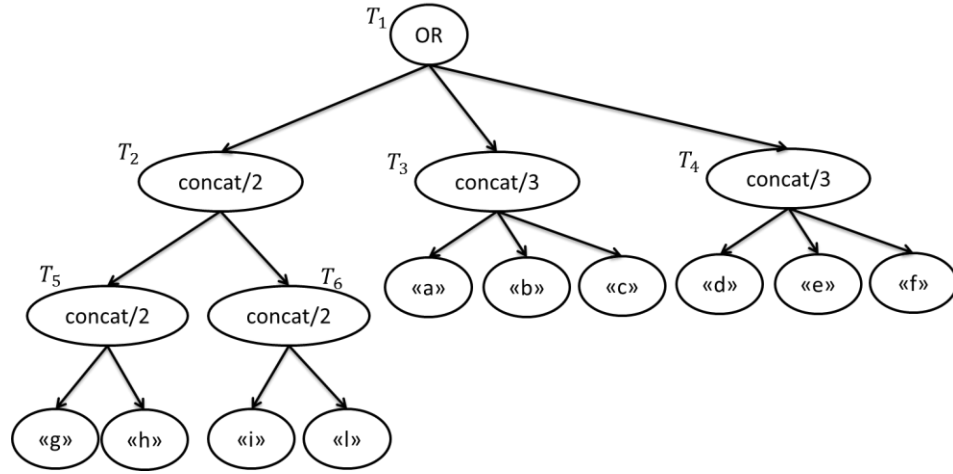 T₁ OR
T₂ concat/2 T₃ concat/3 T₄ concat/3
T₅ concat/2 T₆ concat/2 «a» «b» «c» «d» «e» «f»
«g» «h» «i» «l»